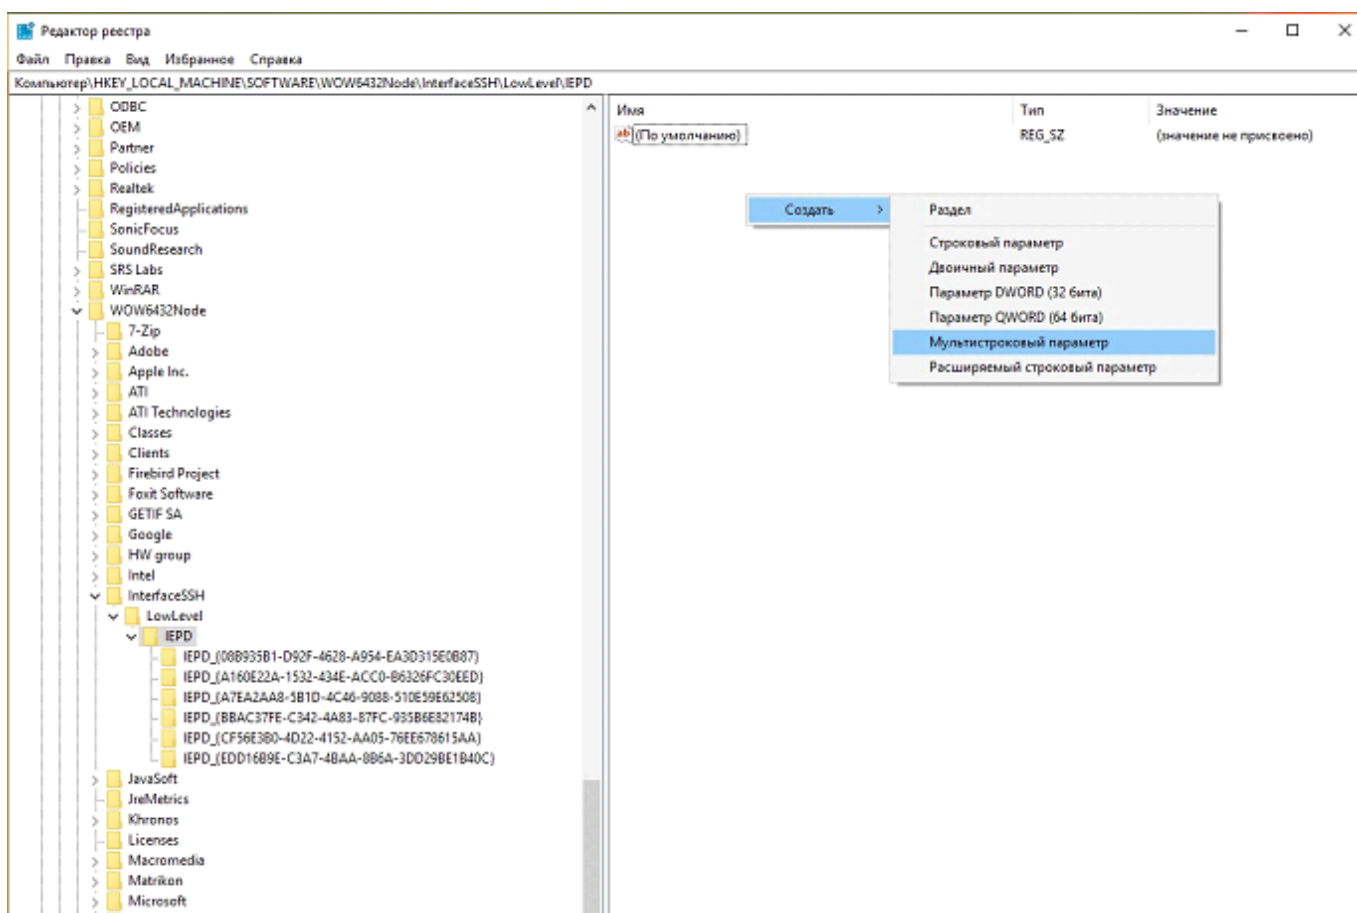 Редактор реестра
Файл Правка Вид Избранное Справка
Компьютер\HKEY_LOCAL_MACHINE\SOFTWARE\WOW6432Node\InterfaceSSH\LowLevel\IEPD
ODBC
OEM
Partner
Policies
Realtek
RegisteredApplications
SonicFocus
SoundResearch
SRS Labs
WinRAR
WOW6432Node
7-Zip
Adobe
Apple Inc.
ATI
ATI Technologies
Classes
Clients
Firebird Project
Foxit Software
GETIF SA
Google
HW group
Intel
InterfaceSSH
LowLevel
IEPD
IEPD_{08B935B1-D92F-4628-A954-EA3D315E0B87}
IEPD_{A160E22A-1532-434E-ACC0-B6326FC30EED}
IEPD_{A7EA2AA8-5B1D-4C46-9088-510E59E62508}
IEPD_{BBAC37FE-C342-4A83-87FC-935B6E82174B}
IEPD_{CF56E3B0-4D22-4152-AA05-76EE678615AA}
IEPD_{EDD16B9E-C3A7-4BAA-8B6A-3DD29BE1B40C}
JavaSoft
JreMetrics
Khronos
Licenses
Macromedia
Matrikon
Microsoft
Имя Тип Значение
(По умолчанию) REG_SZ (значение не присвоено)
Создать
Раздел
Строковый параметр
Двоичный параметр
Параметр DWORD (32 бита)
Параметр QWORD (64 бита)
Мультистроковый параметр
Расширяемый строковый параметр